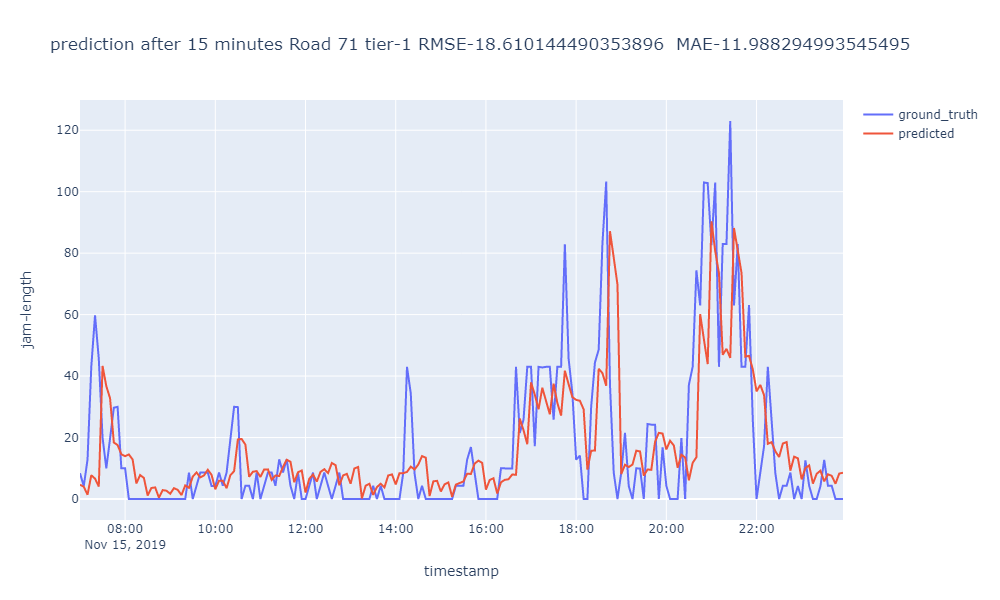 prediction after 15 minutes Road 71 tier-1 RMSE-18.610144490353896  MAE-11.988294993545495
ground_truth
predicted
120
100
80
60
40
20
0
jam-length
08:00 10:00 12:00 14:00 16:00 18:00 20:00 22:00
Nov 15, 2019
timestamp